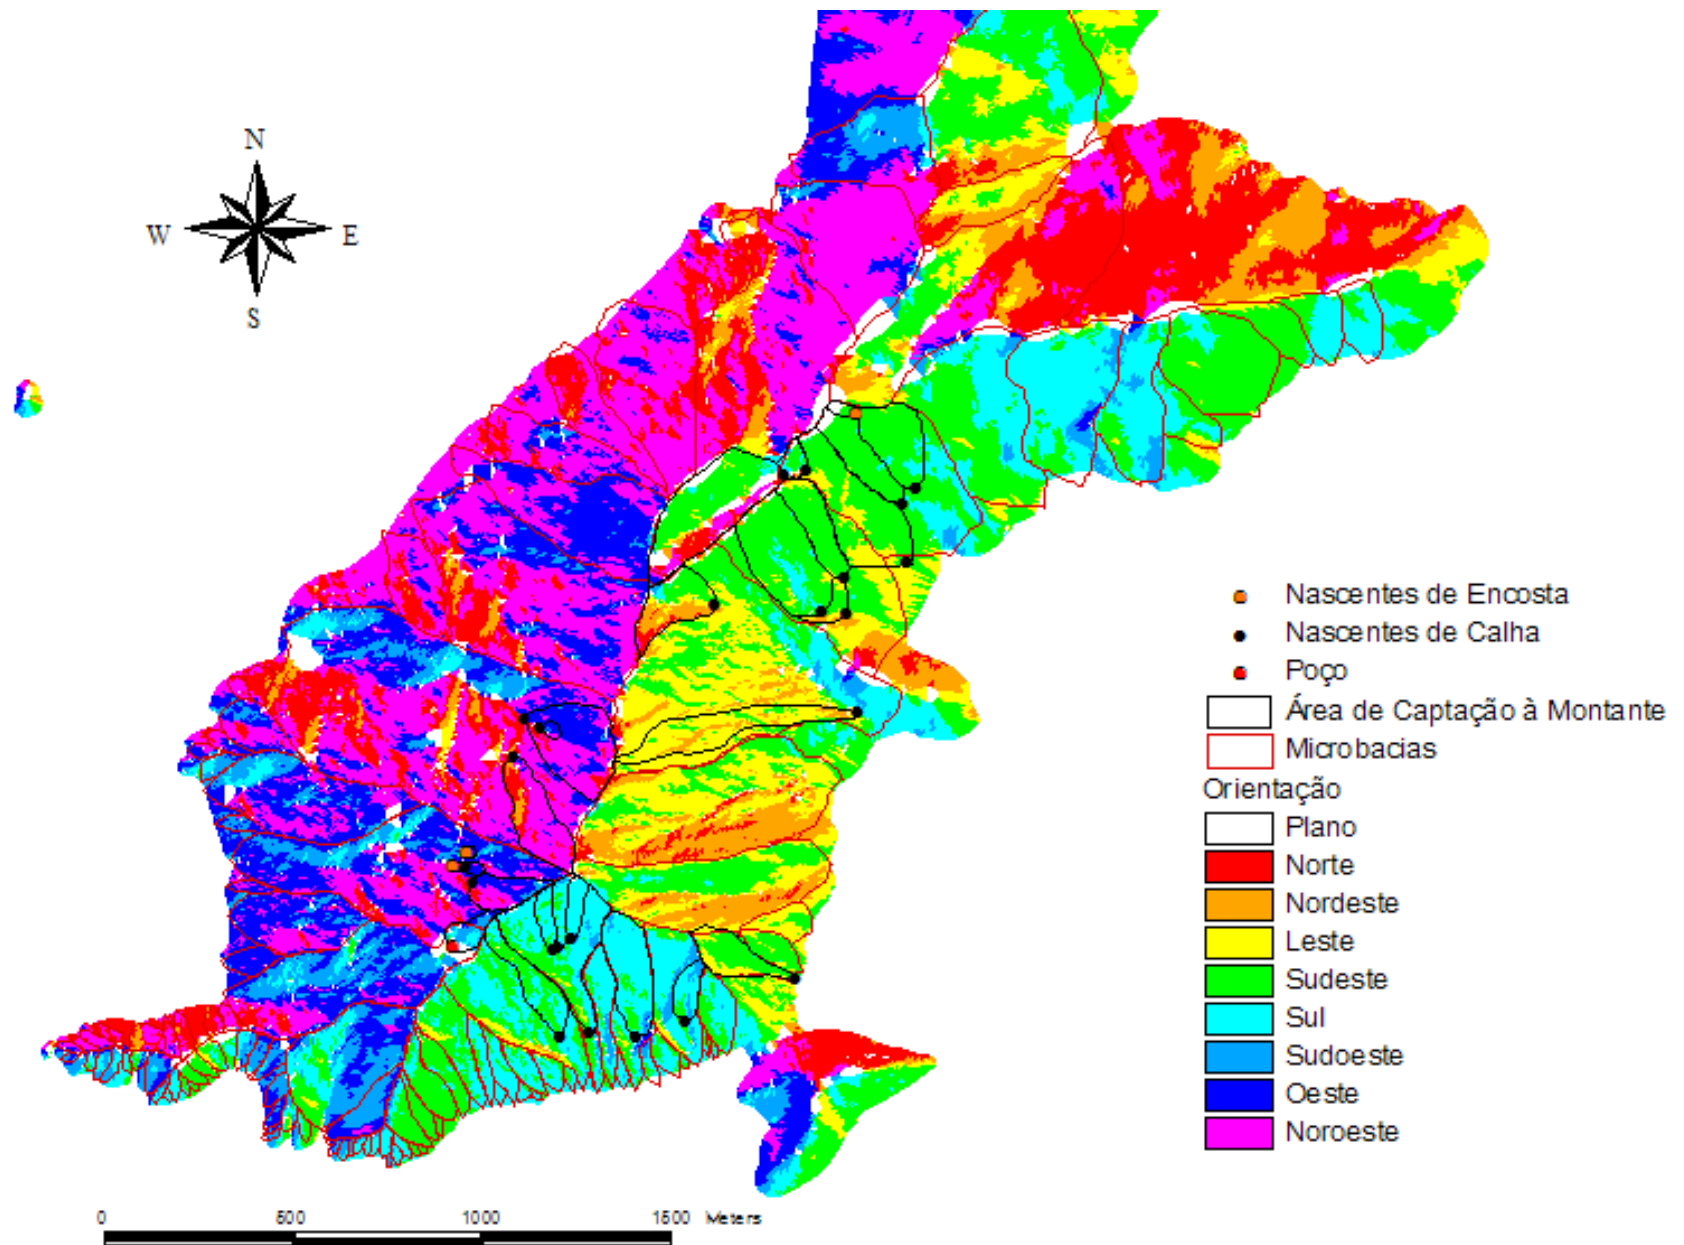 N
W
E
S
Nascentes de Encosta
Nascentes de Calha
Poço
Área de Captação à Montante
Microbacias
Orientação
Plano
Norte
Nordeste
Leste
Sudeste
Sul
Sudoeste
Oeste
Noroeste
0 500 1000 1500 Meters